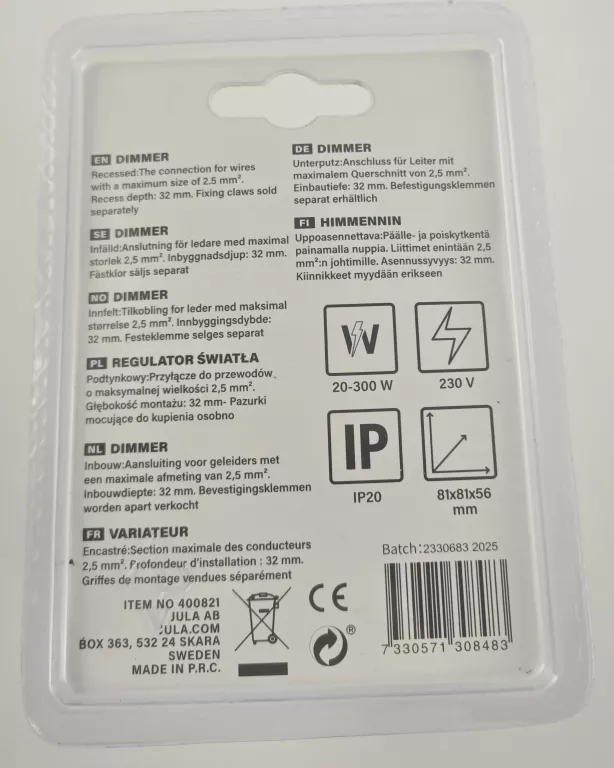 EN DIMMER
Recessed:The connection for wires
with a maximum size of 2.5 mm².
Recess depth: 32 mm. Fixing claws sold
separately
SE DIMMER
Infälld:Anslutning för ledare med maximal
storlek 2,5 mm². Inbyggnadsdjup: 32 mm.
Fästklor säljs separat
NO DIMMER
Innfelt:Tilkobling for leder med maksimal
størrelse 2,5 mm². Innbyggingsdybde:
32 mm. Festeklemme selges separat
PL REGULATOR ŚWIATŁA
Podtynkowy:Przyłącze do przewodów
o maksymalnej wielkości 2,5 mm².
Głębokość montażu: 32 mm- Pazurki
mocujące do kupienia osobno
NL DIMMER
Inbouw:Aansluiting voor geleiders met
een maximale afmeting van 2,5 mm².
Inbouwdiepte: 32 mm. Bevestigingsklemmen
worden apart verkocht
FR VARIATEUR
Encastré:Section maximale des conducteurs
2,5 mm². Profondeur d'installation : 32 mm.
Griffes de montage vendues séparément
DE DIMMER
Unterputz:Anschluss für Leiter mit
maximalem Querschnitt von 2,5 mm².
Einbautiefe: 32 mm. Befestigungsklemmen
separat erhältlich
FI HIMMENNIN
Uppoasennettava:Päälle- ja poiskytkentä
painamalla nuppia. Liittimet enintään 2,5
mm²:n johtimille. Asennussyvyys: 32 mm.
Kiinnikkeet myydään erikseen
W
20-300 W
230 V
IP
IP20
81x81x56
mm
Batch:2330683 2025
7 330571 308483
ITEM NO 400821
JULA AB
JULA.COM
BOX 363, 532 24 SKARA
SWEDEN
MADE IN P.R.C.
CE
®